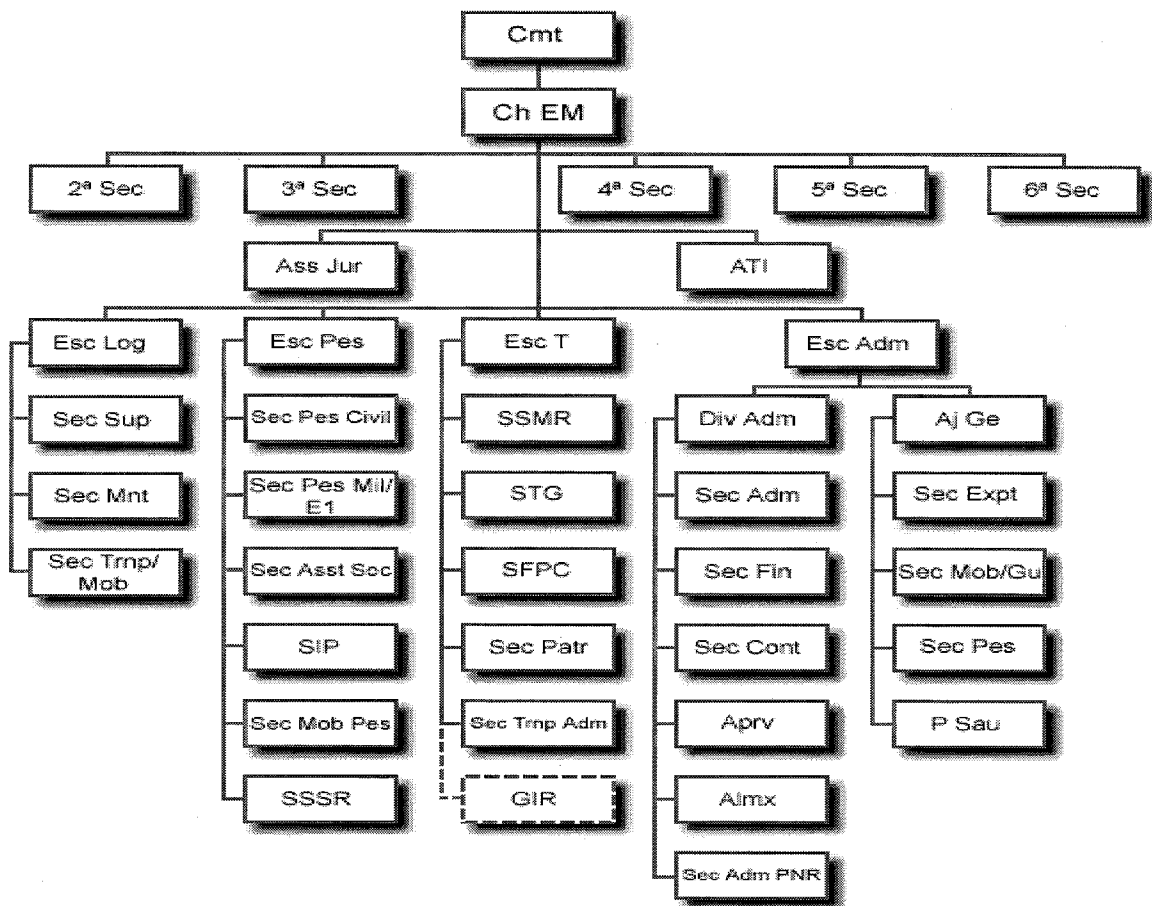 Cmt
Ch EM
2ª Sec
3ª Sec
4ª Sec
5ª Sec
6ª Sec
Ass Jur
ATI
Esc Log
Esc Pes
Esc T
Esc Adm
Sec Sup
Sec Mnt
Sec Trnp/
Mob
Sec Pes Civil
Sec Pes Mil/
E1
Sec Asst Soc
SIP
Sec Mob Pes
SSSR
SSMR
STG
SFPC
Sec Patr
Sec Trnp Adm
GIR
Div Adm
Sec Adm
Sec Fin
Sec Cont
Aprv
Almx
Sec Adm PNR
Aj Ge
Sec Expt
Sec Mob/Gu
Sec Pes
P Sau